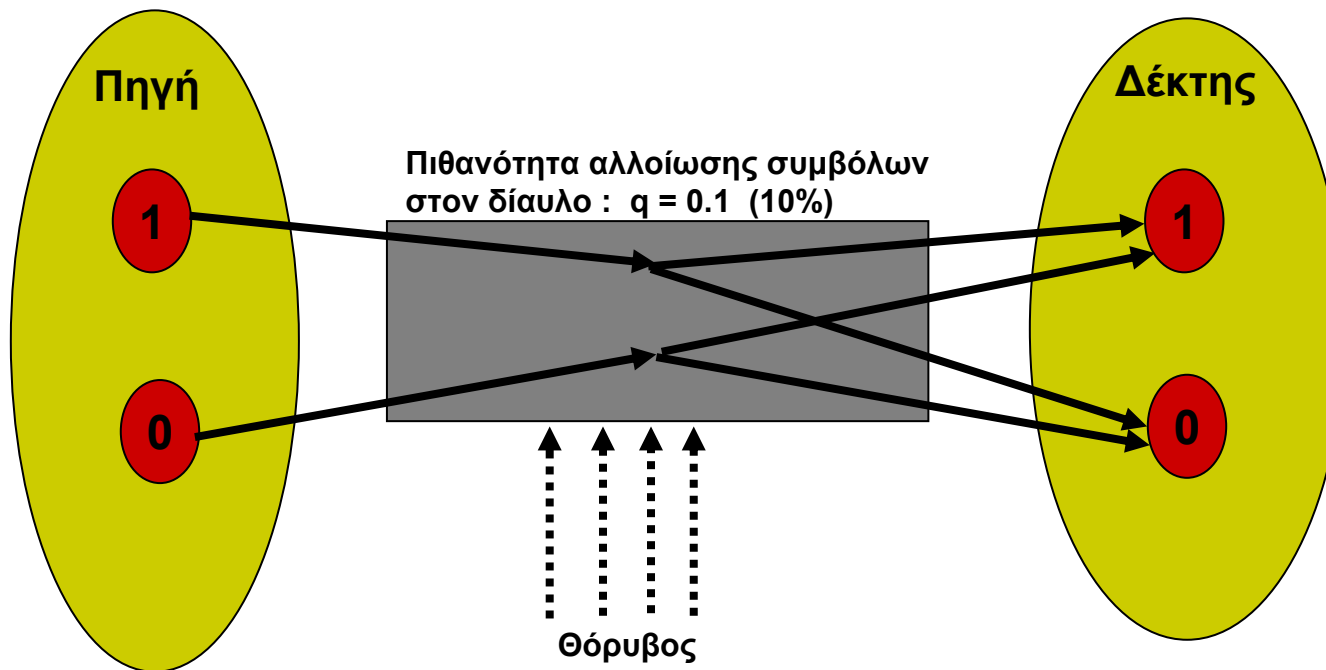 Πηγή
Δέκτης
Πιθανότητα αλλοίωσης συμβόλων
στον δίαυλο : q = 0.1 (10%)
1
1
0
0
Θόρυβος